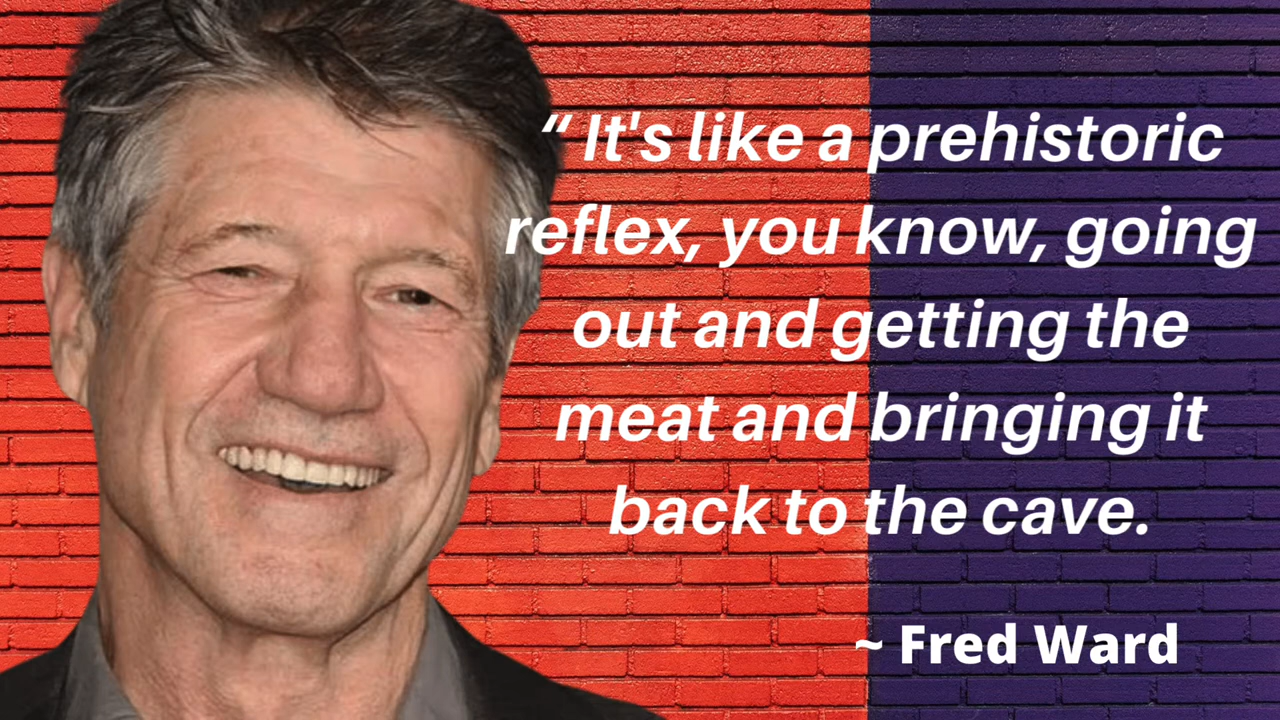 “ It's like a prehistoric
reflex, you know, going
out and getting the
meat and bringing it
back to the cave.
~ Fred Ward